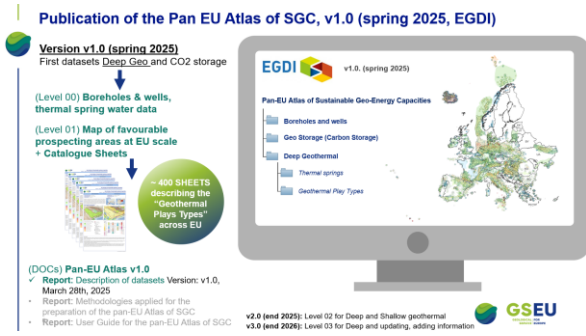 Publication of the Pan EU Atlas of SGC, v1.0 (spring 2025, EGDI)
Version v1.0 (spring 2025)
First datasets Deep Geo and CO2 storage
(Level 00) Boreholes & wells,
thermal spring water data
(Level 01) Map of favourable
prospecting areas at EU scale
+ Catalogue Sheets
~ 400 SHEETS
describing the
"Geothermal
Plays Types"
across EU
(DOCs) Pan-EU Atlas v1.0
✓ Report: Description of datasets Version: v1.0,
March 28th, 2025
• Report: Methodologies applied for the
preparation of the pan-EU Atlas of SGC
• Report: User Guide for the pan-EU Atlas of SGC
EGDI
v1.0. (spring 2025)
Pan-EU Atlas of Sustainable Geo-Energy Capacities
Boreholes and wells
Geo Storage (Carbon Storage)
Deep Geothermal
Thermal springs
Geothermal Play Types
v2.0 (end 2025): Level 02 for Deep and Shallow geothermal
v3.0 (end 2026): Level 03 for Deep and updating, adding information
GSEU